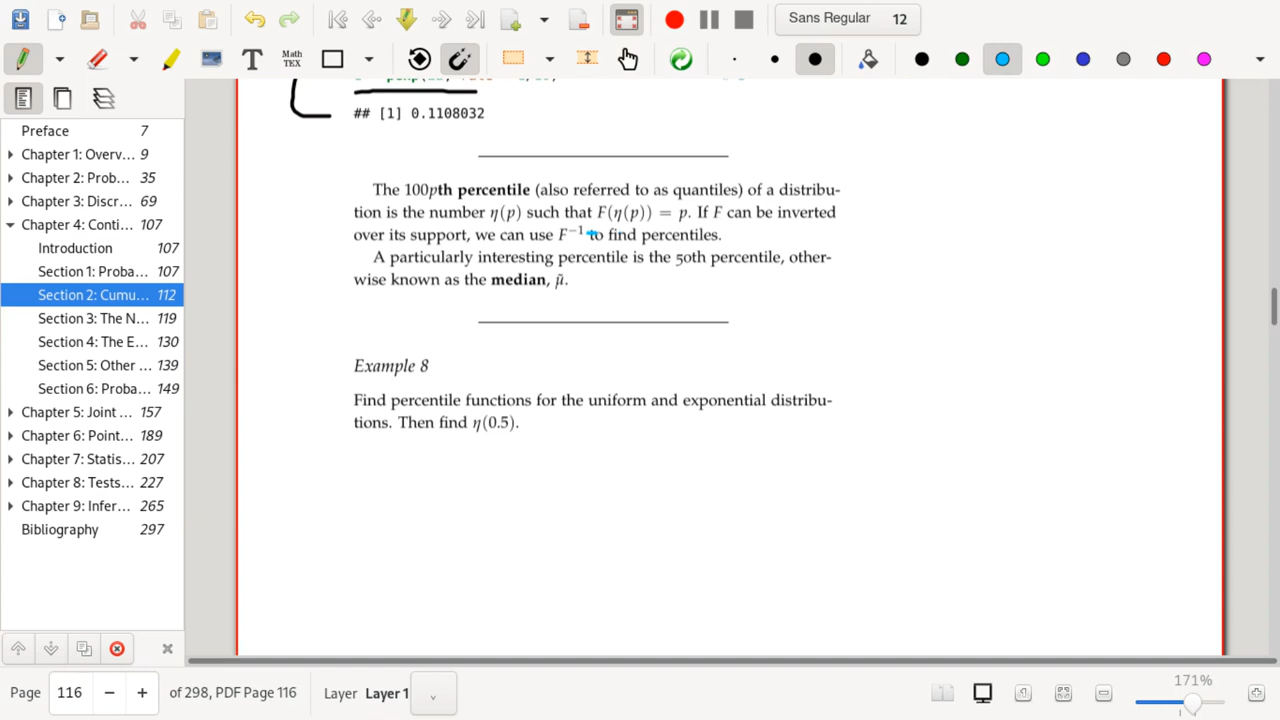 Sans Regular 12
Math
TEX
## [1] 0.1108032
Preface 7
Chapter 1: Overv... 9
Chapter 2: Prob... 35
Chapter 3: Discr... 69
Chapter 4: Conti... 107
Introduction 107
Section 1: Proba... 107
Section 2: Cumu... 112
Section 3: The N... 119
Section 4: The E... 130
Section 5: Other ... 139
Section 6: Proba... 149
Chapter 5: Joint ... 157
Chapter 6: Point... 189
Chapter 7: Statis... 207
Chapter 8: Tests... 227
Chapter 9: Infer... 265
Bibliography 297
The 100pth percentile (also referred to as quantiles) of a distribu-
tion is the number η(p) such that F(η(p)) = p. If F can be inverted
over its support, we can use F⁻¹ to find percentiles.
A particularly interesting percentile is the 50th percentile, other-
wise known as the median, μ̃.
Example 8
Find percentile functions for the uniform and exponential distribu-
tions. Then find η(0.5).
Page 116 of 298, PDF Page 116 Layer Layer 1 171%